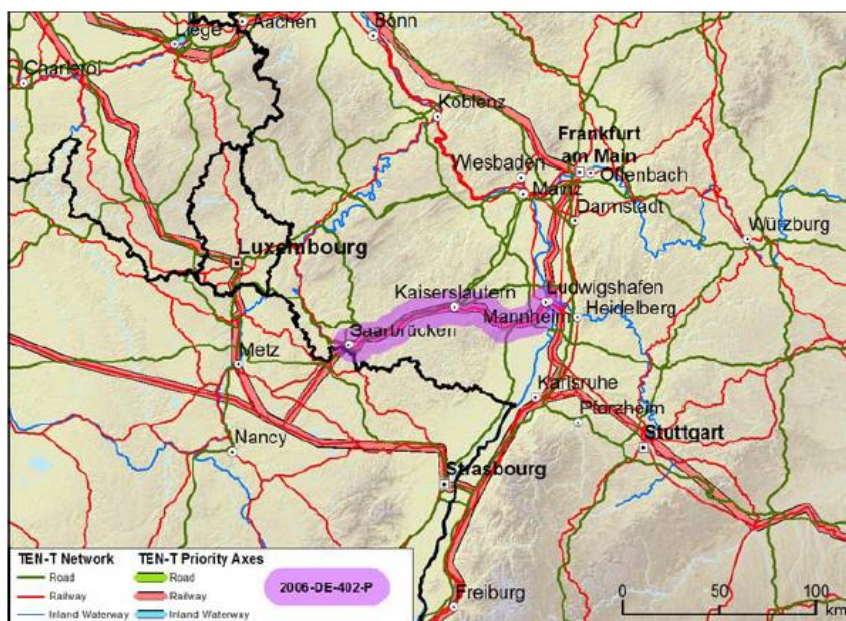 Bonn
Aachen
Liège
Charleroi
Koblenz
Frankfurt
am Main
Wiesbaden
Offenbach
Mainz
Darmstadt
Würzburg
Luxembourg
Ludwigshafen
Kaiserslautern
Mannheim
Heidelberg
Saarbrücken
Metz
Karlsruhe
Pforzheim
Stuttgart
Nancy
Strasbourg
Freiburg
TEN-T Network
Road
Railway
Inland Waterway
TEN-T Priority Axes
Road
Railway
Inland Waterway
2006-DE-402-P
0 50 100
km